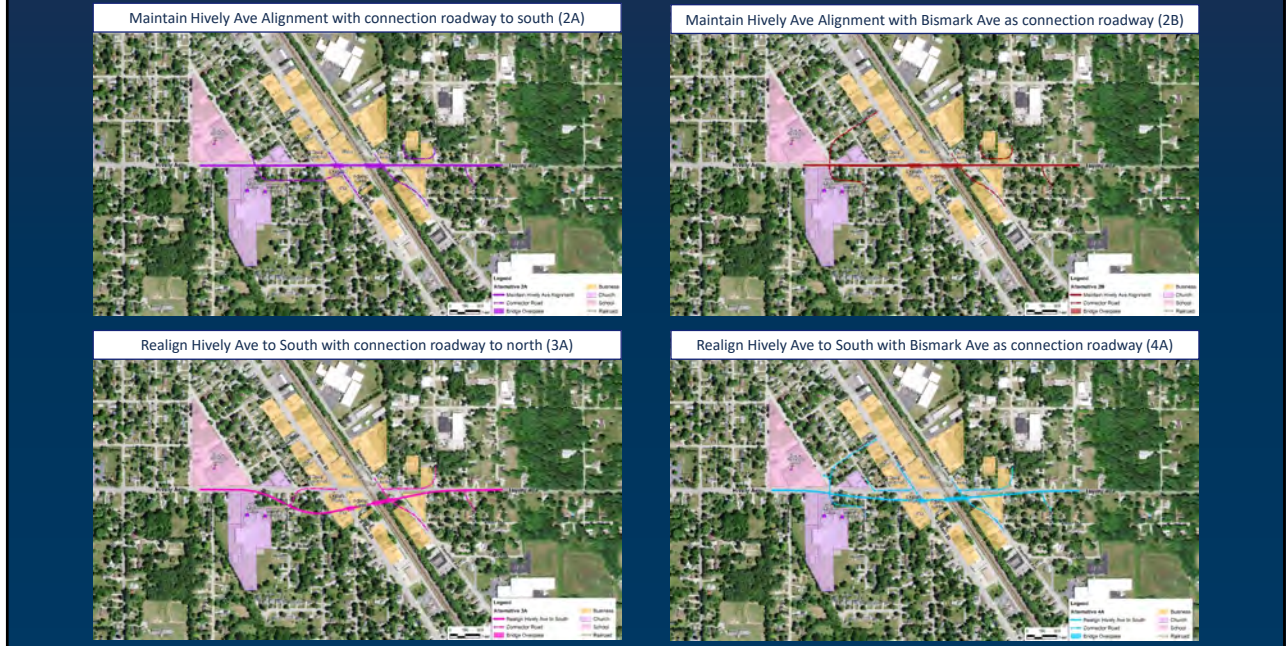 Maintain Hively Ave Alignment with connection roadway to south (2A)
Legend
Alternative 2A
Maintain Hively Ave Alignment
Connector Road
Bridge Overpass
Business
Church
School
Railroad
Maintain Hively Ave Alignment with Bismark Ave as connection roadway (2B)
Legend
Alternative 2B
Maintain Hively Ave Alignment
Connector Road
Bridge Overpass
Business
Church
School
Railroad
Realign Hively Ave to South with connection roadway to north (3A)
Legend
Alternative 3A
Realign Hively Ave to South
Connector Road
Bridge Overpass
Business
Church
School
Railroad
Realign Hively Ave to South with Bismark Ave as connection roadway (4A)
Legend
Alternative 4A
Realign Hively Ave to South
Connector Road
Bridge Overpass
Business
Church
School
Railroad